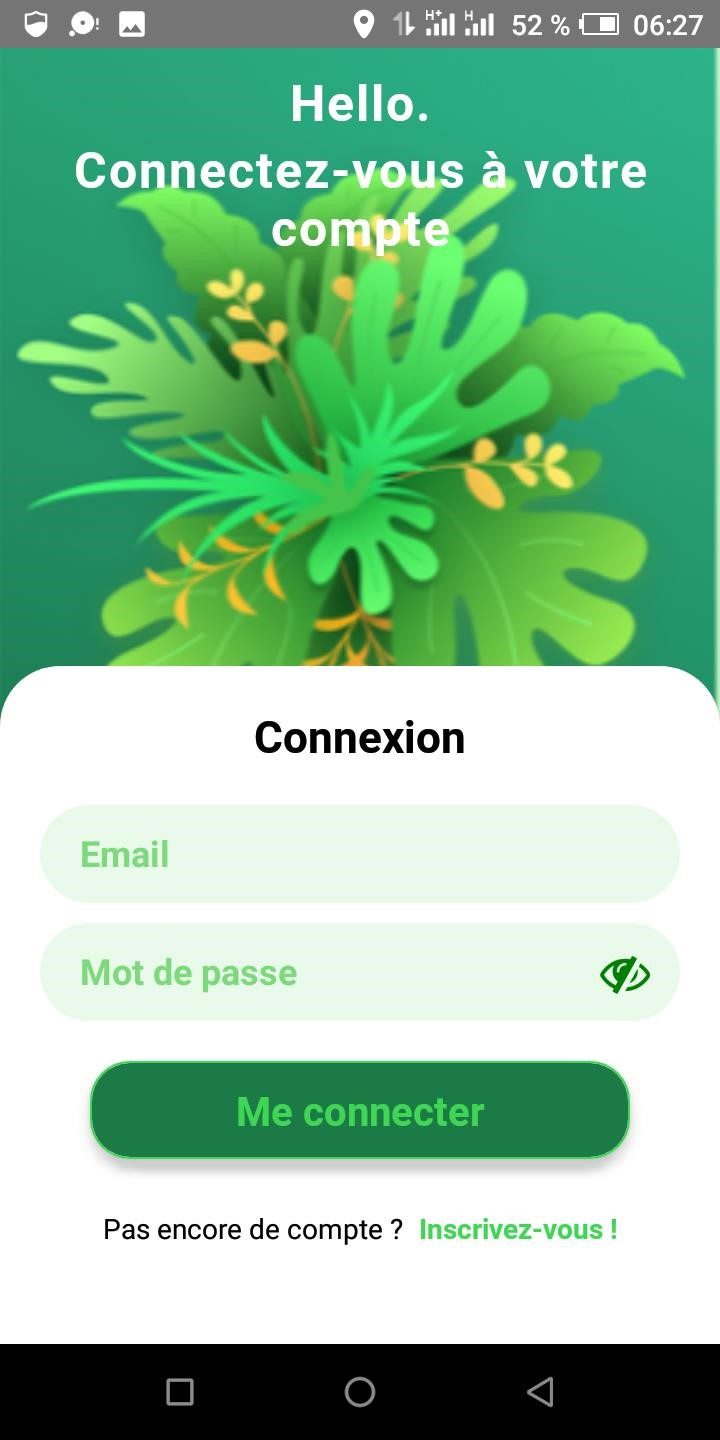 H+ H 52 % 06:27
Hello.
Connectez-vous à votre
compte
Connexion
Email
Mot de passe
Me connecter
Pas encore de compte ? Inscrivez-vous !